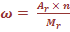 ω = A_r × n / M_r